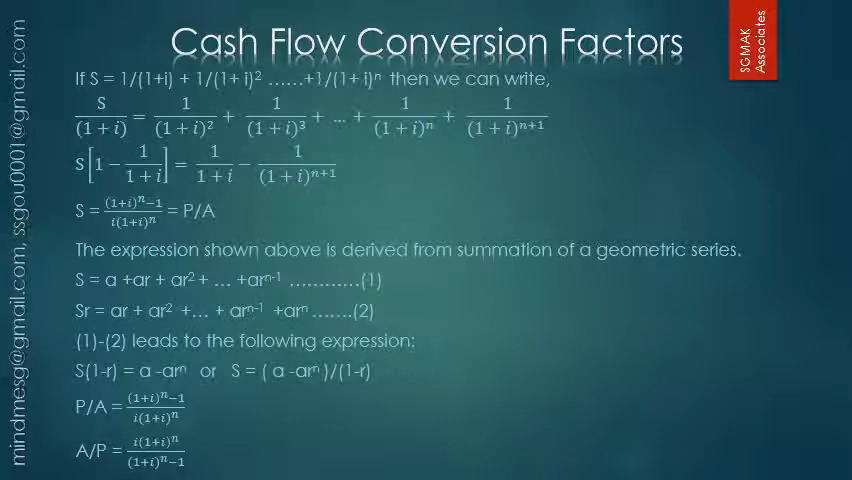 Cash Flow Conversion Factors
SGMAK
Associates
mindmesg@gmail.com, ssgou0001@gmail.com
If S = 1/(1+i) + 1/(1+ i)² ……+1/(1+ i)ⁿ then we can write,
S/(1 + i) = 1/(1 + i)² + 1/(1 + i)³ + … + 1/(1 + i)ⁿ + 1/(1 + i)ⁿ⁺¹
S[1 − 1/(1 + i)] = 1/(1 + i) − 1/(1 + i)ⁿ⁺¹
S = ((1+i)ⁿ−1)/(i(1+i)ⁿ) = P/A
The expression shown above is derived from summation of a geometric series.
S = a +ar + ar² + … +arⁿ⁻¹ …………(1)
Sr = ar + ar² +… + arⁿ⁻¹ +arⁿ …….(2)
(1)-(2) leads to the following expression:
S(1-r) = a -arⁿ or S = ( a -arⁿ )/(1-r)
P/A = ((1+i)ⁿ−1)/(i(1+i)ⁿ)
A/P = (i(1+i)ⁿ)/((1+i)ⁿ−1)